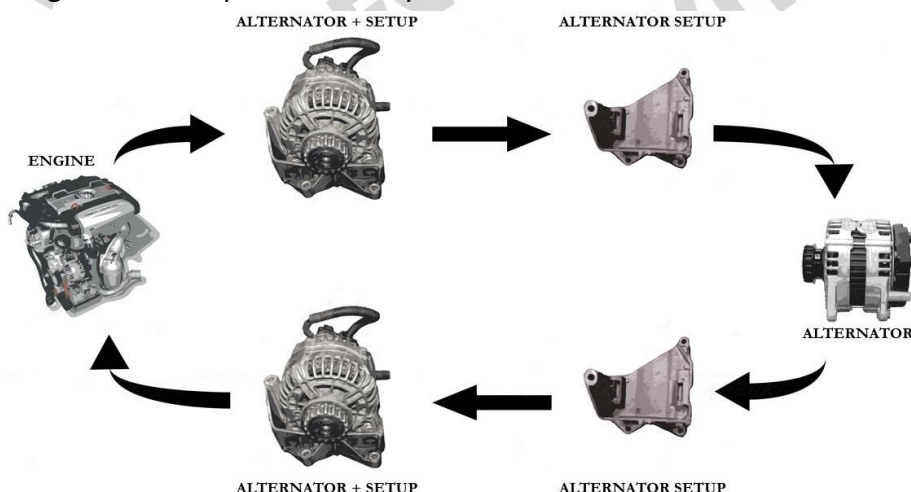 ALTERNATOR + SETUP
ALTERNATOR SETUP
ENGINE
ALTERNATOR
ALTERNATOR + SETUP
ALTERNATOR SETUP